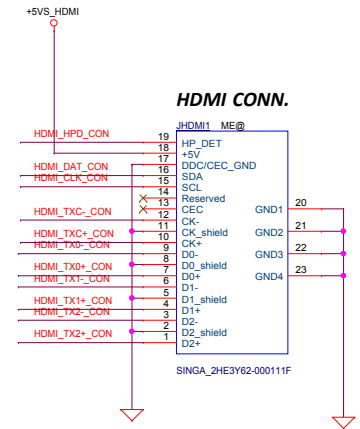 +5VS_HDMI
HDMI CONN.
JHDMI1 ME@
HDMI_HPD_CON 19 HP_DET
18 +5V
17 DDC/CEC_GND
HDMI_DAT_CON 16 SDA
HDMI_CLK_CON 15 SCL
14 Reserved
13 CEC GND1 20
HDMI_TXC-_CON 12 CK-
11 CK_shield GND2 21
HDMI_TXC+_CON 10 CK+
HDMI_TX0-_CON 9 D0- GND3 22
8 D0_shield
HDMI_TX0+_CON 7 D0+ GND4 23
HDMI_TX1-_CON 6 D1-
5 D1_shield
HDMI_TX1+_CON 4 D1+
HDMI_TX2-_CON 3 D2-
2 D2_shield
HDMI_TX2+_CON 1 D2+
SINGA_2HE3Y62-000111F